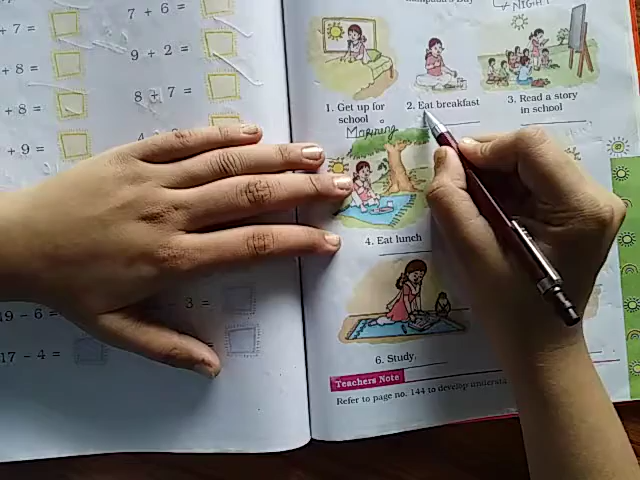 7 + 6 =
+ 7 =
9 + 2 =
+ 8 =
8 + 7 =
+ 8 =
+ 9 =
- 3 =
19 - 6 =
17 - 4 =
Day
NIGHT
1. Get up for
school
2. Eat breakfast
3. Read a story
in school
4. Eat lunch
6. Study
Teachers Note
Refer to page no. 144 to develop